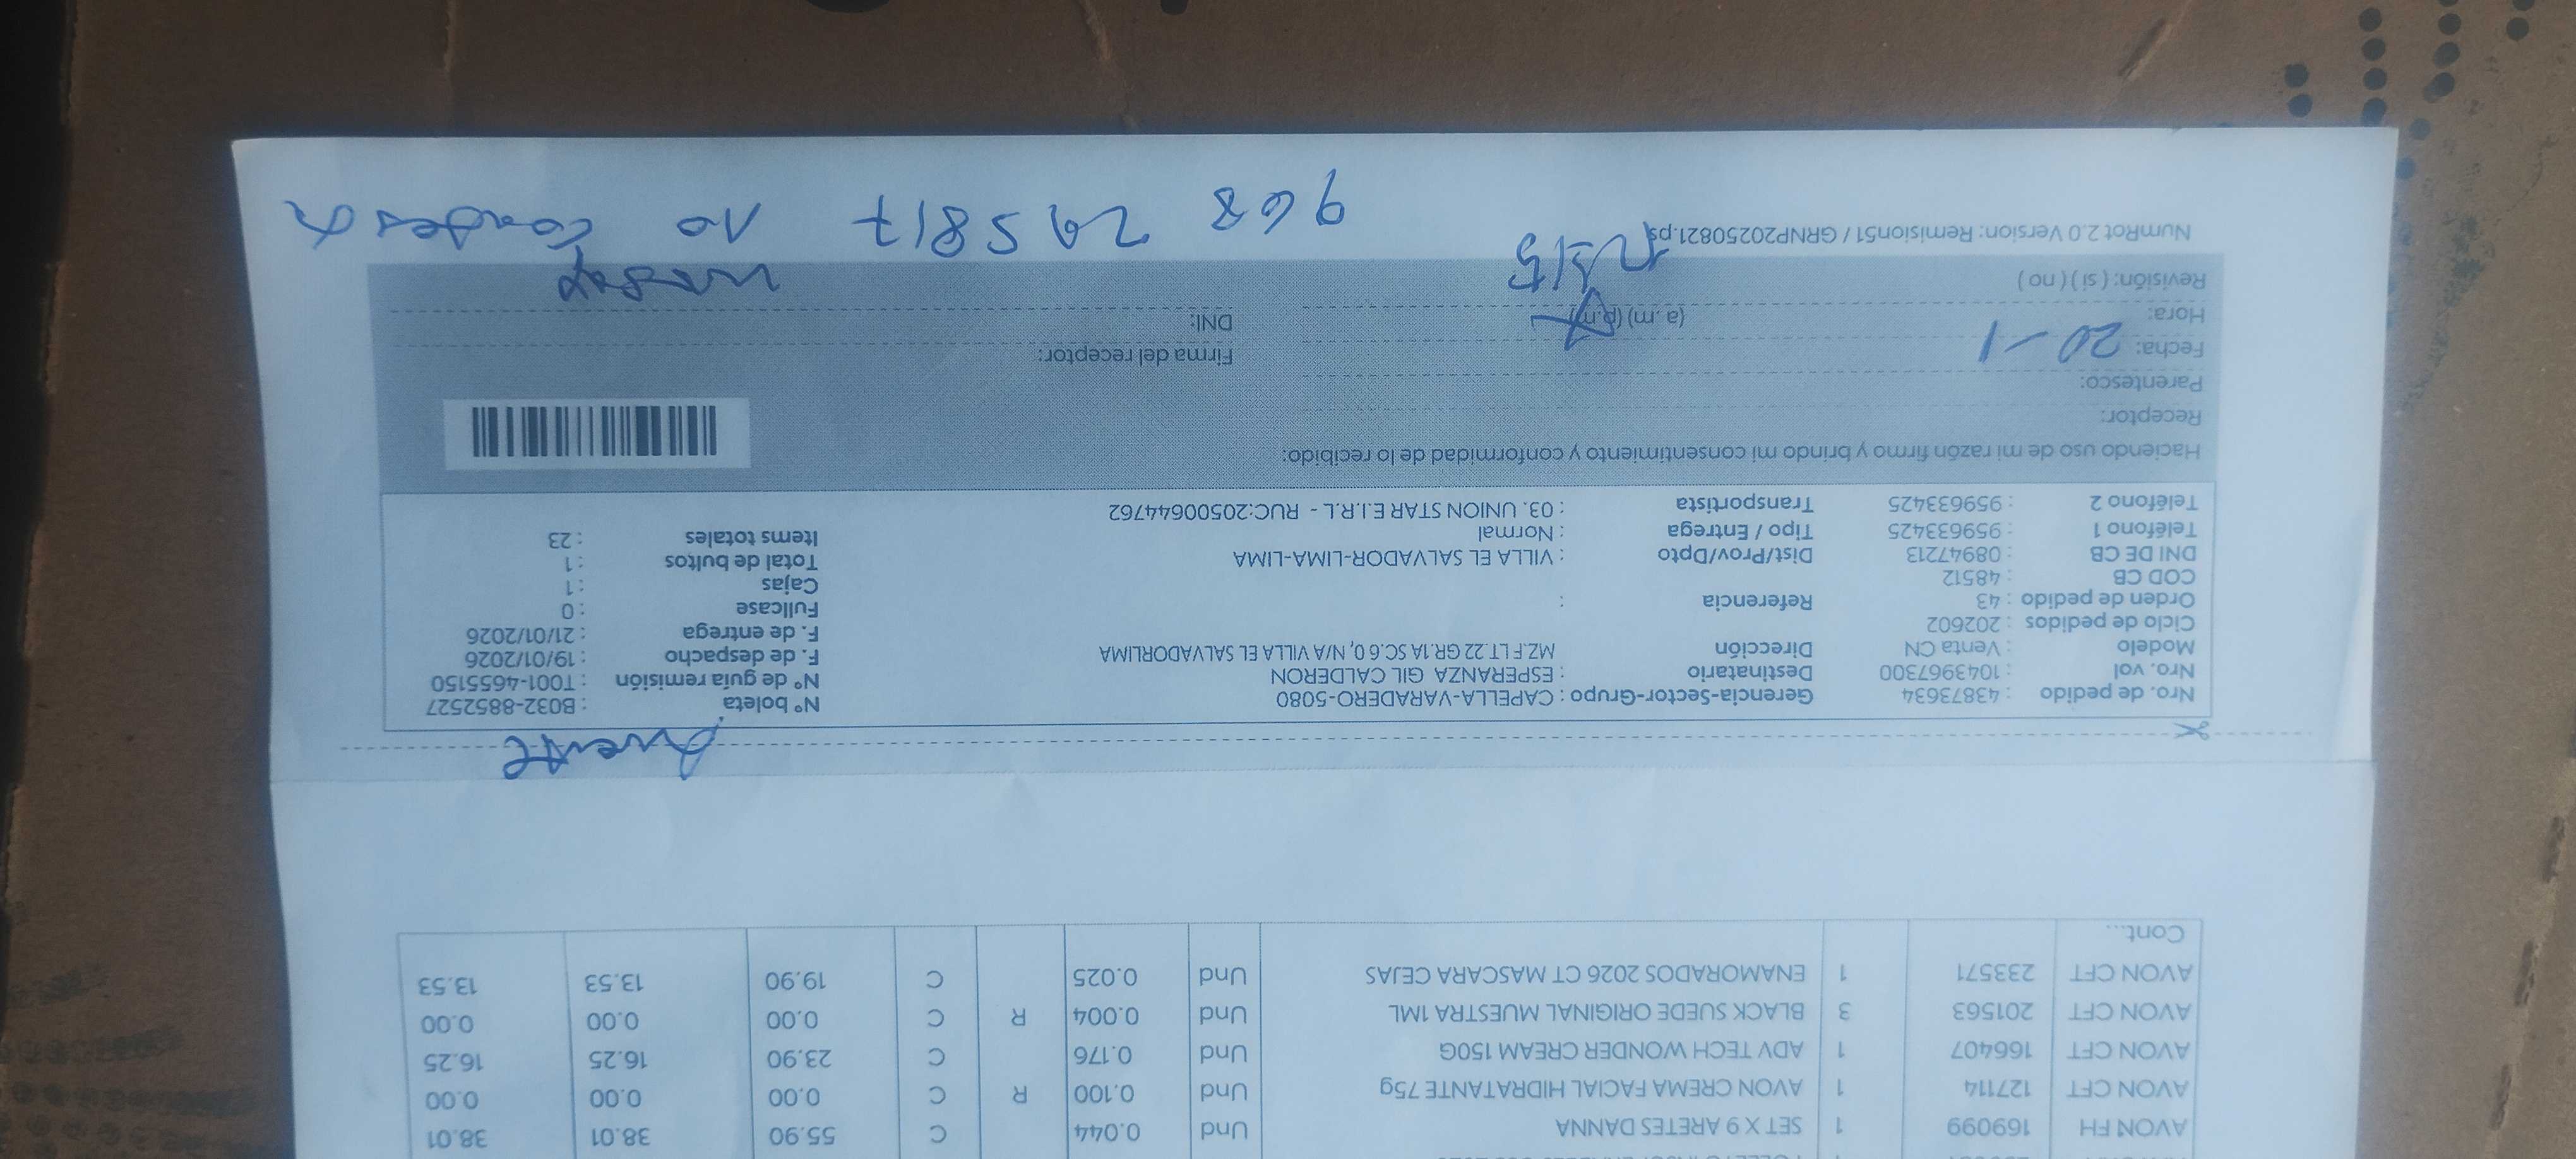 AVON FH 169099 1 SET X 9 ARETES DANNA Und 0.044 C 55.90 38.01 38.01
AVON CFT 127114 1 AVON CREMA FACIAL HIDRATANTE 75g Und 0.100 R C 0.00 0.00 0.00
AVON CFT 166407 1 ADV TECH WONDER CREAM 150G Und 0.176 C 23.90 16.25 16.25
AVON CFT 201563 3 BLACK SUEDE ORIGINAL MUESTRA 1ML Und 0.004 R C 0.00 0.00 0.00
AVON CFT 233571 1 ENAMORADOS 2026 CT MASCARA CEJAS Und 0.025 C 19.90 13.53 13.53
Cont...
Nro. de pedido : 43873634 Gerencia-Sector-Grupo : CAPELLA-VARADERO-5080 N° boleta : B032-8852527
Nro. vol : 1043967300 Destinatario : ESPERANZA GIL CALDERON N° de guía remisión : T001-4655150
Modelo : Venta CN Dirección MZ.F LT.22 GR.1A SC.6 0, N/A VILLA EL SALVADORLIMA F. de despacho : 19/01/2026
Ciclo de pedidos : 202602 F. de entrega : 21/01/2026
Orden de pedido : 43 Referencia : Fullcase : 0
COD CB : 48512 Cajas : 1
DNI DE CB : 08947213 Dist/Prov/Dpto : VILLA EL SALVADOR-LIMA-LIMA Total de bultos : 1
Teléfono 1 : 959633425 Tipo / Entrega : Normal Items totales : 23
Teléfono 2 : 959633425 Transportista : 03. UNION STAR E.I.R.L - RUC:20500644762
Haciendo uso de mi razón firmo y brindo mi consentimiento y conformidad de lo recibido:
Receptor:
Parentesco:
Fecha: 20-1 Firma del receptor:
Hora: (a.m) (p.m) DNI:
Revisión: ( si ) ( no )
NumRot 2.0 Version: Remision51 / GRNP20250821.ps
968 295817 no contesta